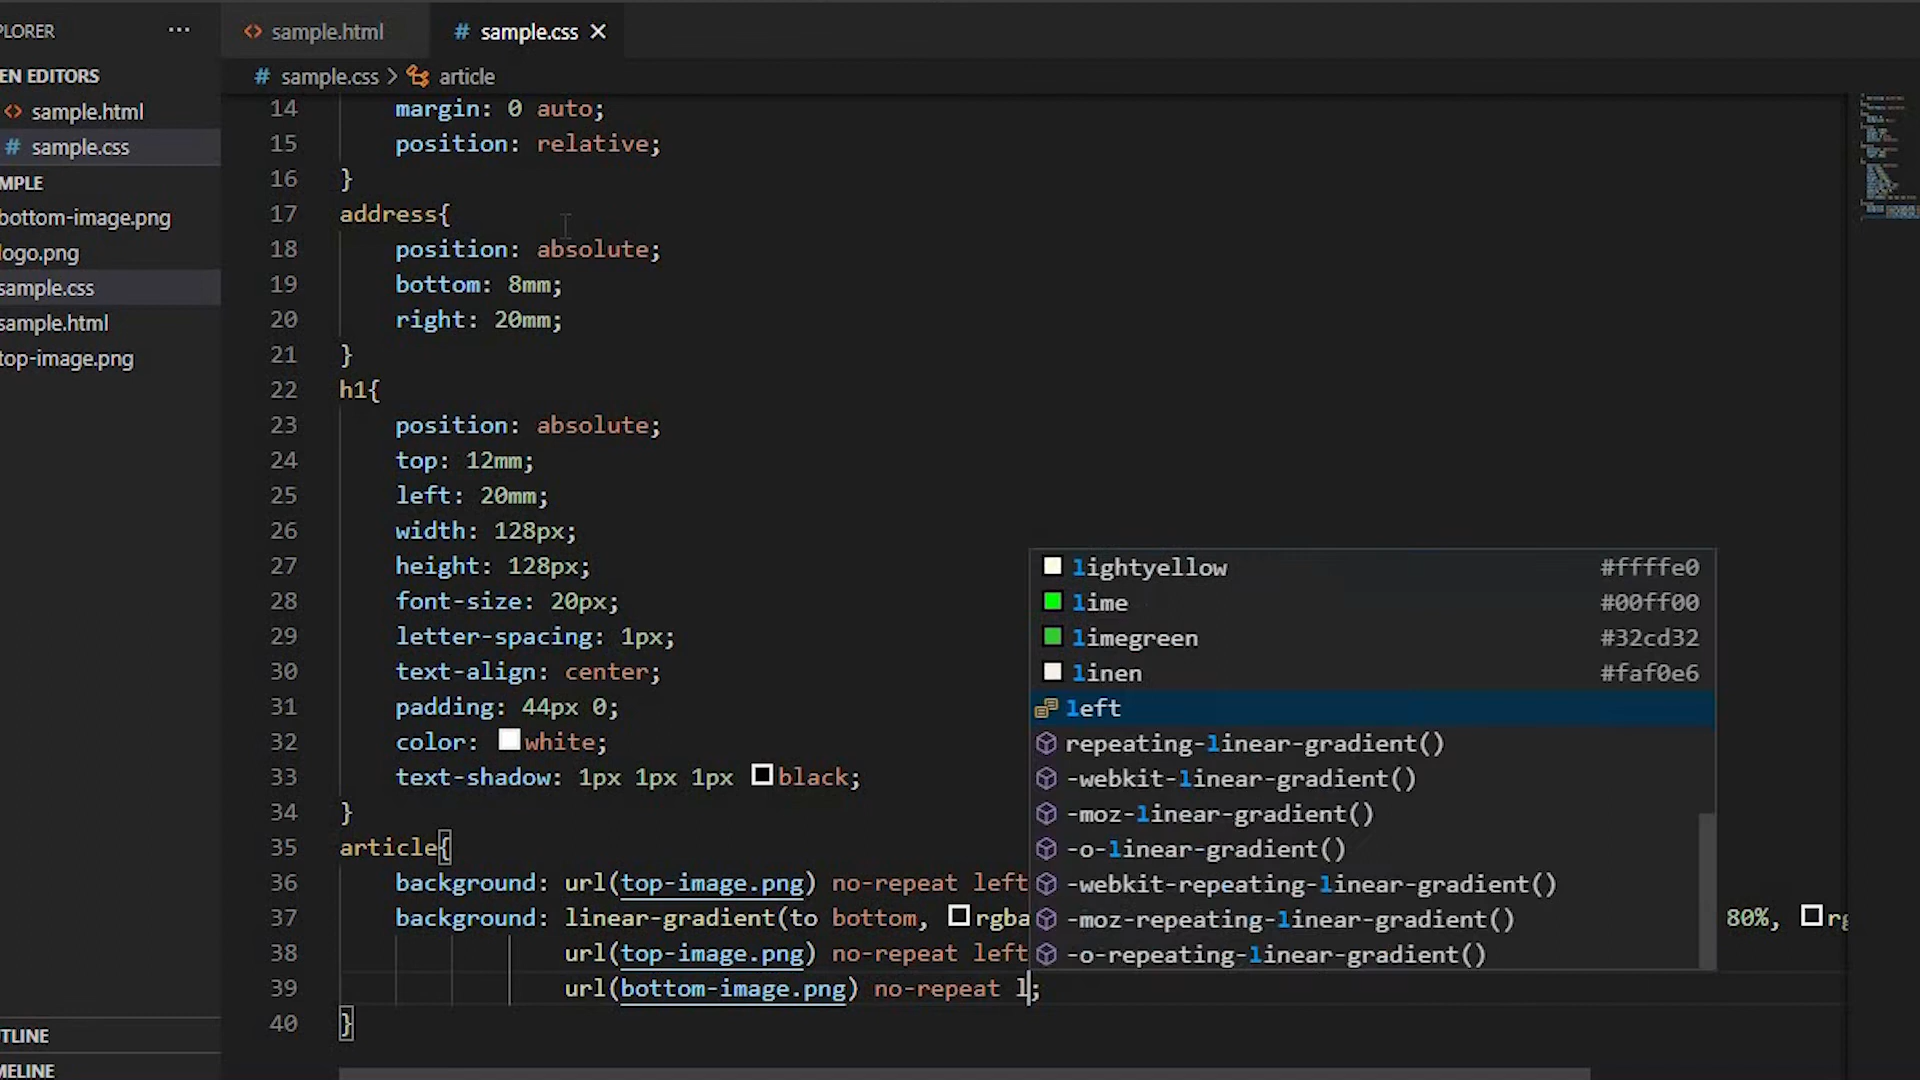 PLORER ···
EN EDITORS
<> sample.html
# sample.css
MPLE
bottom-image.png
logo.png
sample.css
sample.html
top-image.png
TLINE
MELINE
<> sample.html
# sample.css ×
# sample.css > article
14 margin: 0 auto;
15 position: relative;
16 }
17 address{
18 position: absolute;
19 bottom: 8mm;
20 right: 20mm;
21 }
22 h1{
23 position: absolute;
24 top: 12mm;
25 left: 20mm;
26 width: 128px;
27 height: 128px;
28 font-size: 20px;
29 letter-spacing: 1px;
30 text-align: center;
31 padding: 44px 0;
32 color: white;
33 text-shadow: 1px 1px 1px black;
34 }
35 article{
36 background: url(top-image.png) no-repeat left
37 background: linear-gradient(to bottom, rgba 80%, rg
38 url(top-image.png) no-repeat left
39 url(bottom-image.png) no-repeat l;
40 }
lightyellow #ffffe0
lime #00ff00
limegreen #32cd32
linen #faf0e6
left
repeating-linear-gradient()
-webkit-linear-gradient()
-moz-linear-gradient()
-o-linear-gradient()
-webkit-repeating-linear-gradient()
-moz-repeating-linear-gradient()
-o-repeating-linear-gradient()